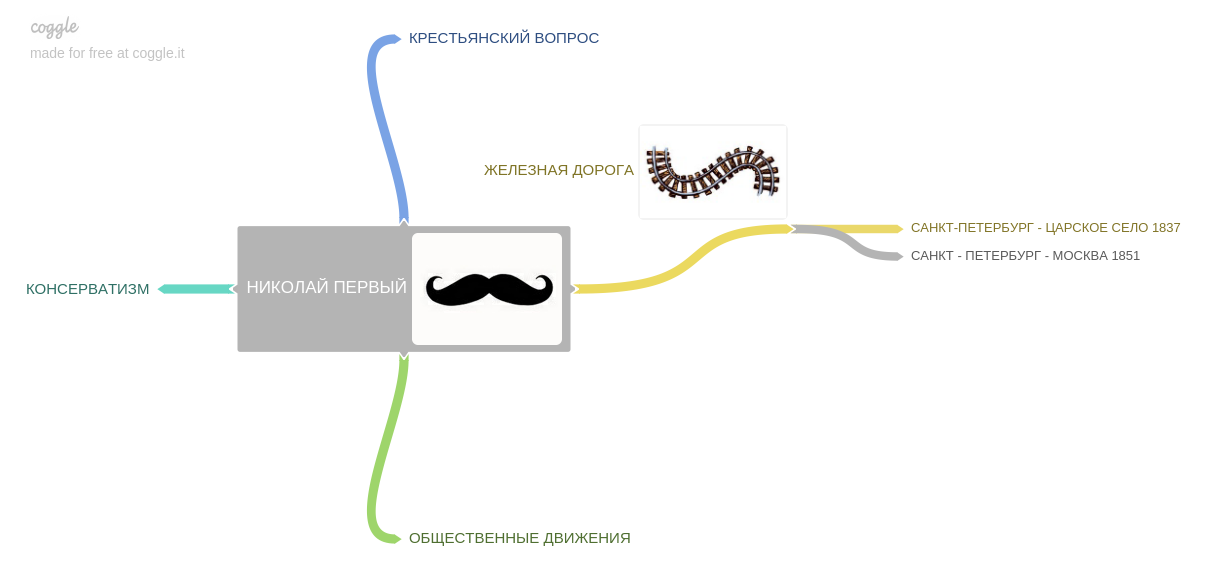 coggle
made for free at coggle.it
КРЕСТЬЯНСКИЙ ВОПРОС
ЖЕЛЕЗНАЯ ДОРОГА
САНКТ-ПЕТЕРБУРГ - ЦАРСКОЕ СЕЛО 1837
САНКТ - ПЕТЕРБУРГ - МОСКВА 1851
КОНСЕРВАТИЗМ
НИКОЛАЙ ПЕРВЫЙ
ОБЩЕСТВЕННЫЕ ДВИЖЕНИЯ